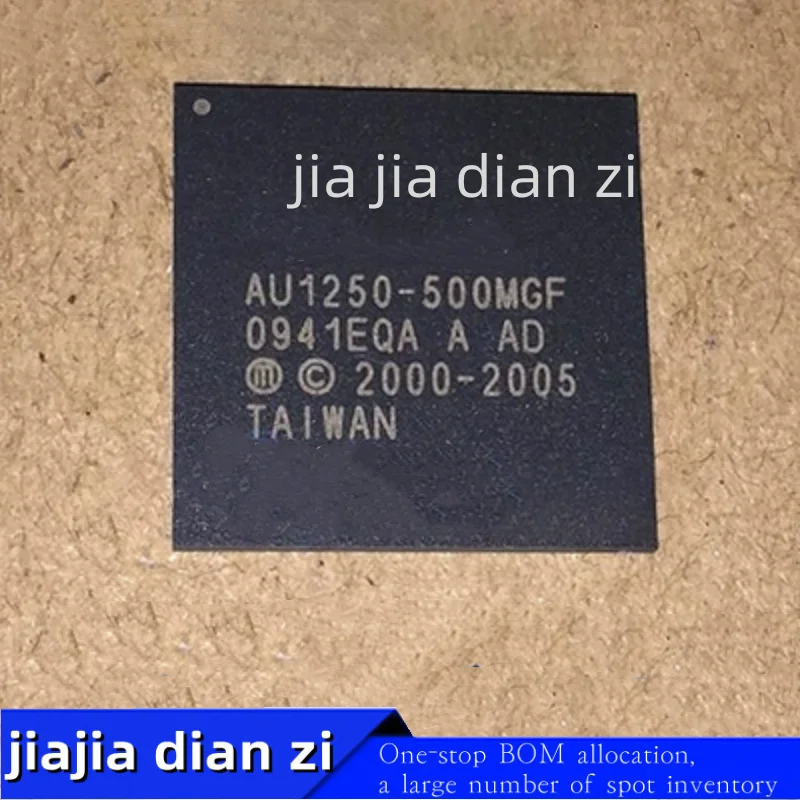 jia jia dian zi
AU1250-500MGF
0941EQA A AD
ⓜ © 2000-2005
TAIWAN
jiajia dian zi
One-stop BOM allocation,
a large number of spot inventory